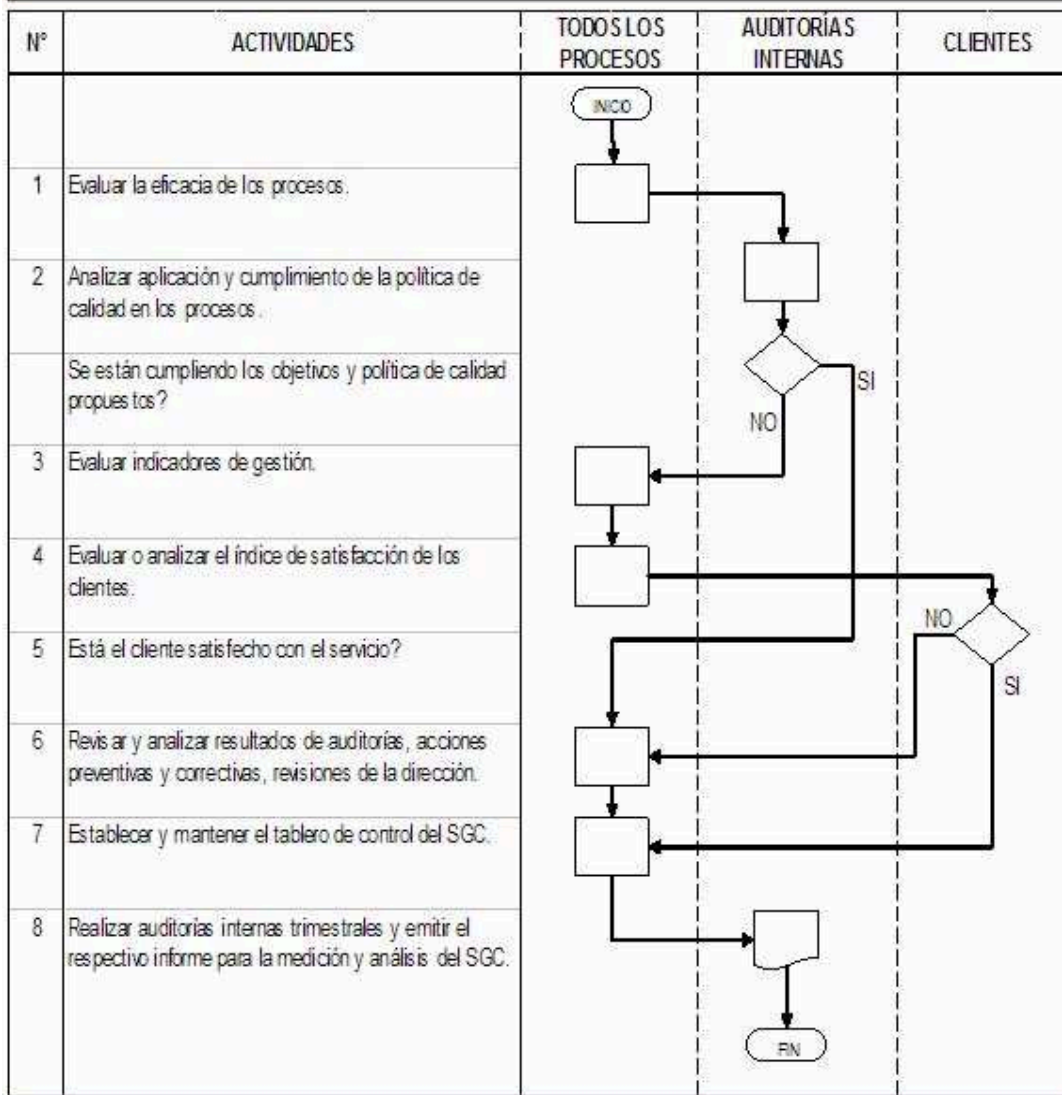 N° ACTIVIDADES TODOS LOS PROCESOS AUDITORÍAS INTERNAS CLIENTES
INICO
1 Evaluar la eficacia de los procesos.
2 Analizar aplicación y cumplimiento de la política de
calidad en los procesos.
Se están cumpliendo los objetivos y política de calidad
propuestos?
SI
NO
3 Evaluar indicadores de gestión.
4 Evaluar o analizar el índice de satisfacción de los
clientes.
NO
5 Está el cliente satisfecho con el servicio?
SI
6 Revisar y analizar resultados de auditorías, acciones
preventivas y correctivas, revisiones de la dirección.
7 Establecer y mantener el tablero de control del SGC.
8 Realizar auditorías internas trimestrales y emitir el
respectivo informe para la medición y análisis del SGC.
FIN